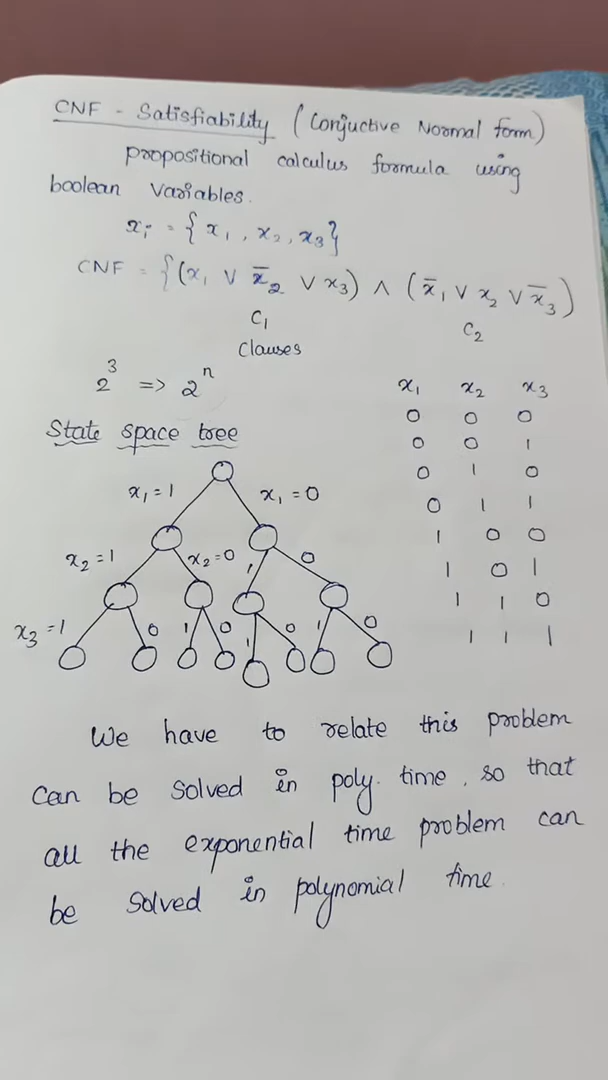 CNF - Satisfiability (Conjuctive Normal form)
propositional calculus formula using
boolean variables.
xᵢ = { x₁, x₂, x₃}
CNF = {(x₁ ∨ x̅₂ ∨ x₃) ∧ (x̅₁ ∨ x₂ ∨ x̅₃)
C₁ C₂
Clauses
2³ => 2ⁿ
x₁ x₂ x₃
0 0 0
0 0 1
0 1 0
0 1 1
1 0 0
1 0 1
1 1 0
1 1 1
State space tree
x₁ = 1 x₁ = 0
x₂ = 1 x₂ = 0 1 0
x₃ = 1 0 1 0 1 0 1 0
We have to relate this problem
can be solved in poly. time. so that
all the exponential time problem can
be solved in polynomial time.